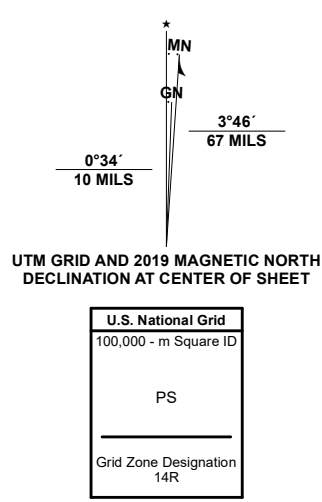 ★
MN
GN
3°46´
67 MILS
0°34´
10 MILS
UTM GRID AND 2019 MAGNETIC NORTH
DECLINATION AT CENTER OF SHEET
U.S. National Grid
100,000 - m Square ID
PS
Grid Zone Designation
14R